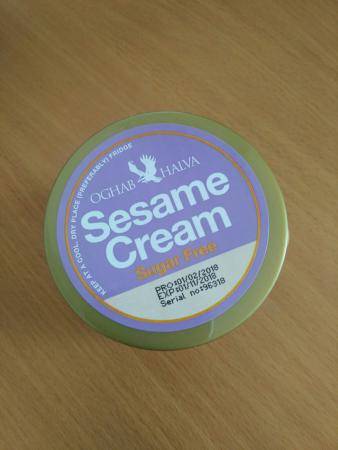 KEEP AT A COOL, DRY PLACE (PREFERABLY) FRIDGE
OGHAB HALVA
Sesame
Cream
Sugar Free
PRO:01/02/2018
EXP:01/11/2018
Serial no:96318